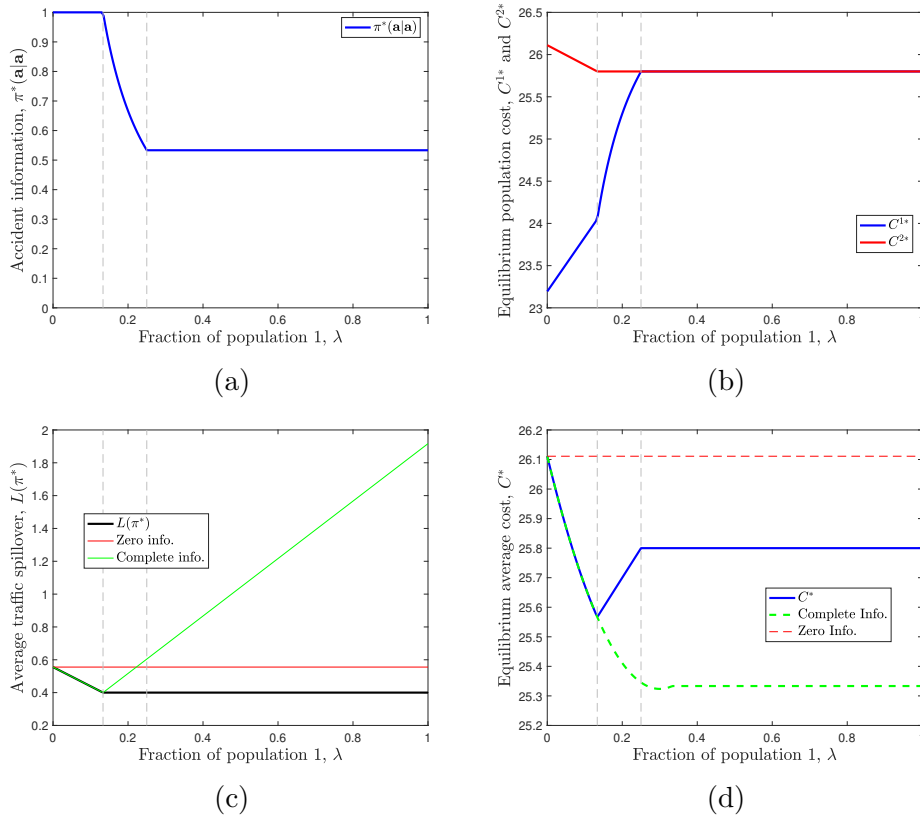 1
0.9
0.8
0.7
0.6
0.5
0.4
0.3
0.2
0.1
0
0 0.2 0.4 0.6 0.8 1
Accident information, π*(a|a)
Fraction of population 1, λ
π*(a|a)
(a)
26.5
26
25.5
25
24.5
24
23.5
23
0 0.2 0.4 0.6 0.8 1
Equilibrium population cost, C¹* and C²*
Fraction of population 1, λ
C¹*
C²*
(b)
2
1.8
1.6
1.4
1.2
1
0.8
0.6
0.4
0.2
0 0.2 0.4 0.6 0.8 1
Average traffic spillover, L(π*)
Fraction of population 1, λ
L(π*)
Zero info.
Complete info.
(c)
26.2
26.1
26
25.9
25.8
25.7
25.6
25.5
25.4
25.3
25.2
0 0.2 0.4 0.6 0.8
Equilibrium average cost, C*
Fraction of population 1, λ
C*
Complete Info.
Zero Info.
(d)